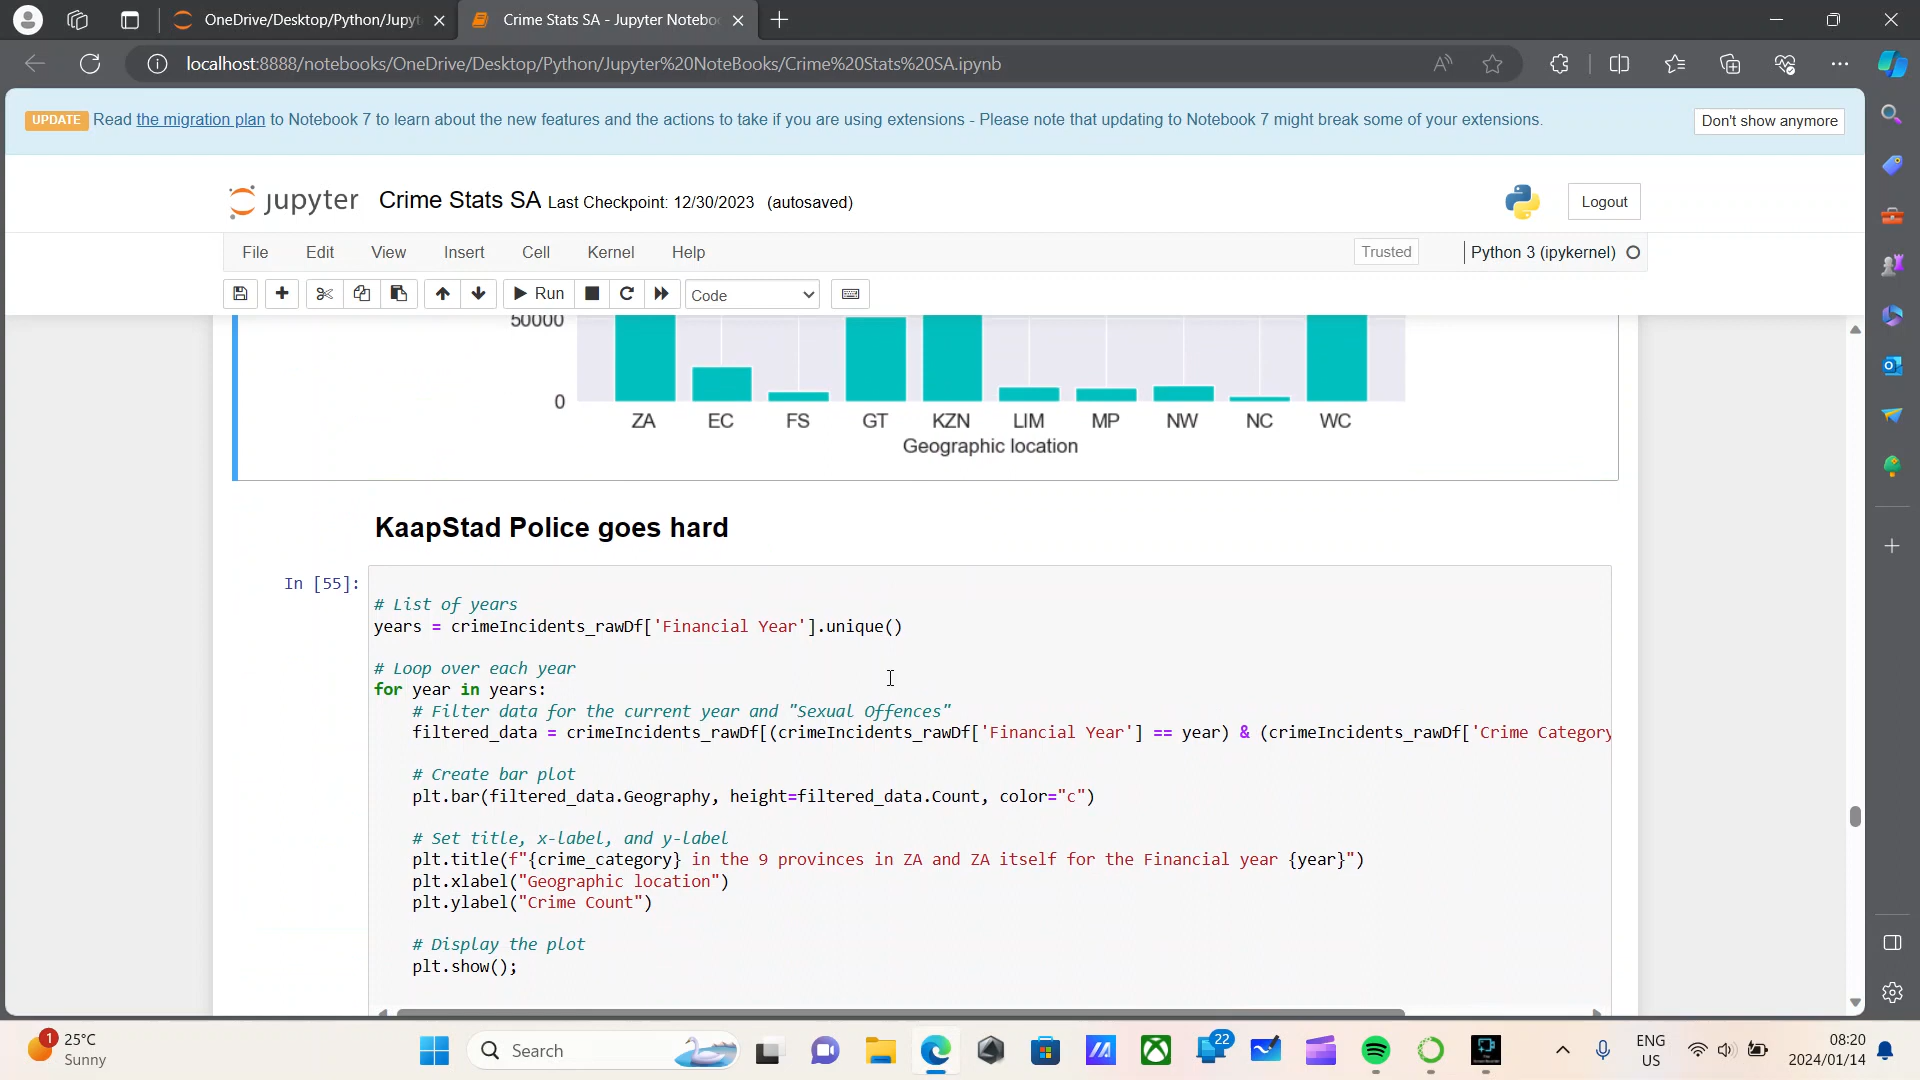 OneDrive/Desktop/Python/Jupyt
Crime Stats SA - Jupyter Notebo
localhost:8888/notebooks/OneDrive/Desktop/Python/Jupyter%20NoteBooks/Crime%20Stats%20SA.ipynb
UPDATE Read the migration plan to Notebook 7 to learn about the new features and the actions to take if you are using extensions - Please note that updating to Notebook 7 might break some of your extensions.
Don't show anymore
jupyter Crime Stats SA Last Checkpoint: 12/30/2023 (autosaved)
Logout
File Edit View Insert Cell Kernel Help
Trusted
Python 3 (ipykernel)
Run
Code
50000
0
ZA EC FS GT KZN LIM MP NW NC WC
Geographic location
KaapStad Police goes hard
In [55]:
# List of years
years = crimeIncidents_rawDf['Financial Year'].unique()
# Loop over each year
for year in years:
# Filter data for the current year and "Sexual Offences"
filtered_data = crimeIncidents_rawDf[(crimeIncidents_rawDf['Financial Year'] == year) & (crimeIncidents_rawDf['Crime Category
# Create bar plot
plt.bar(filtered_data.Geography, height=filtered_data.Count, color="c")
# Set title, x-label, and y-label
plt.title(f"{crime_category} in the 9 provinces in ZA and ZA itself for the Financial year {year}")
plt.xlabel("Geographic location")
plt.ylabel("Crime Count")
# Display the plot
plt.show();
1
25°C
Sunny
Search
22
ENG
US
08:20
2024/01/14